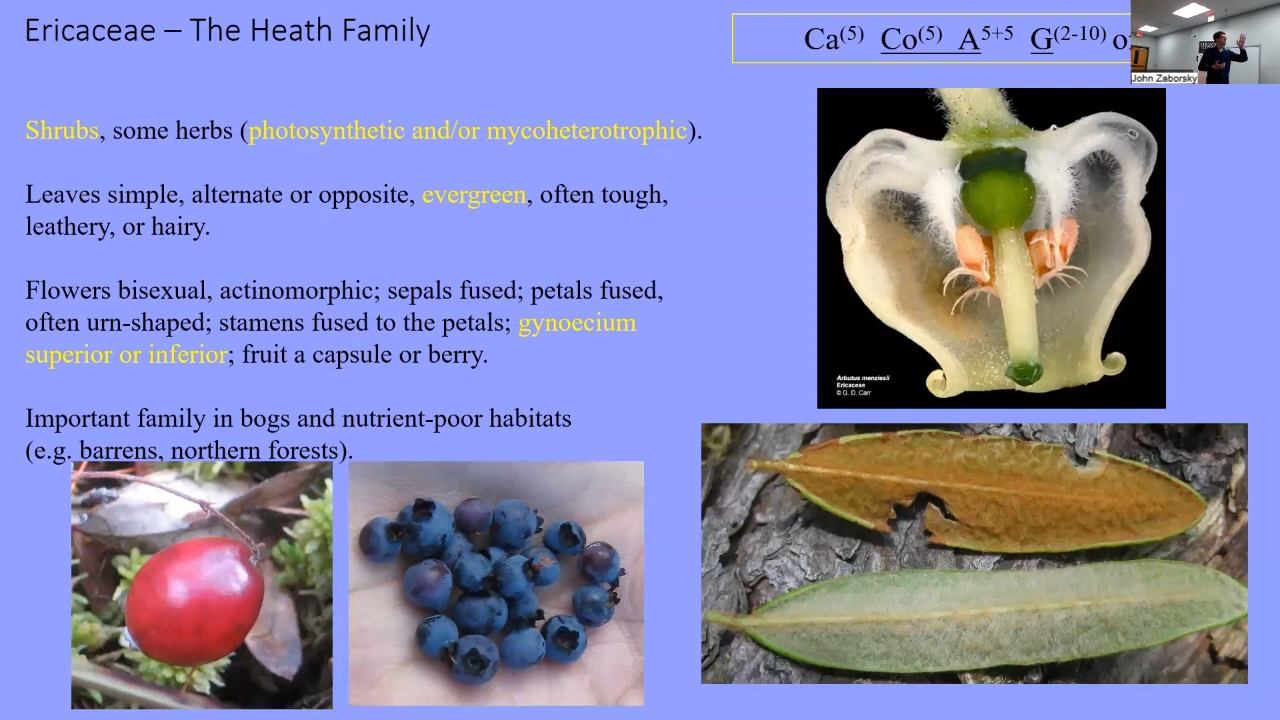 Ericaceae – The Heath Family
Ca(5) Co(5) A5+5 G(2-10)
John Zaborsky
Shrubs, some herbs (photosynthetic and/or mycoheterotrophic).
Leaves simple, alternate or opposite, evergreen, often tough,
leathery, or hairy.
Flowers bisexual, actinomorphic; sepals fused; petals fused,
often urn-shaped; stamens fused to the petals; gynoecium
superior or inferior; fruit a capsule or berry.
Important family in bogs and nutrient-poor habitats
(e.g. barrens, northern forests).
Arbutus menziesii
Ericaceae
© G. D. Carr